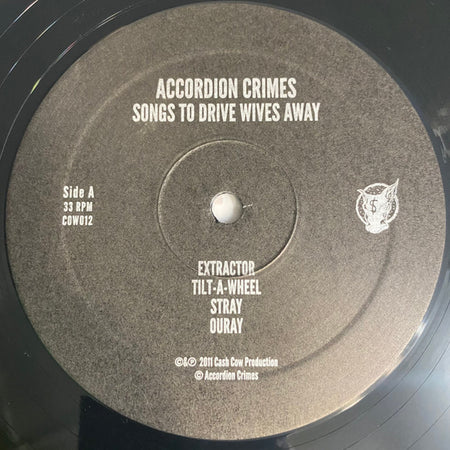 ACCORDION CRIMES
SONGS TO DRIVE WIVES AWAY
Side A
33 RPM
COW012
$
EXTRACTOR
TILT-A-WHEEL
STRAY
OURAY
©&℗ 2011 Cash Cow Production
© Accordion Crimes